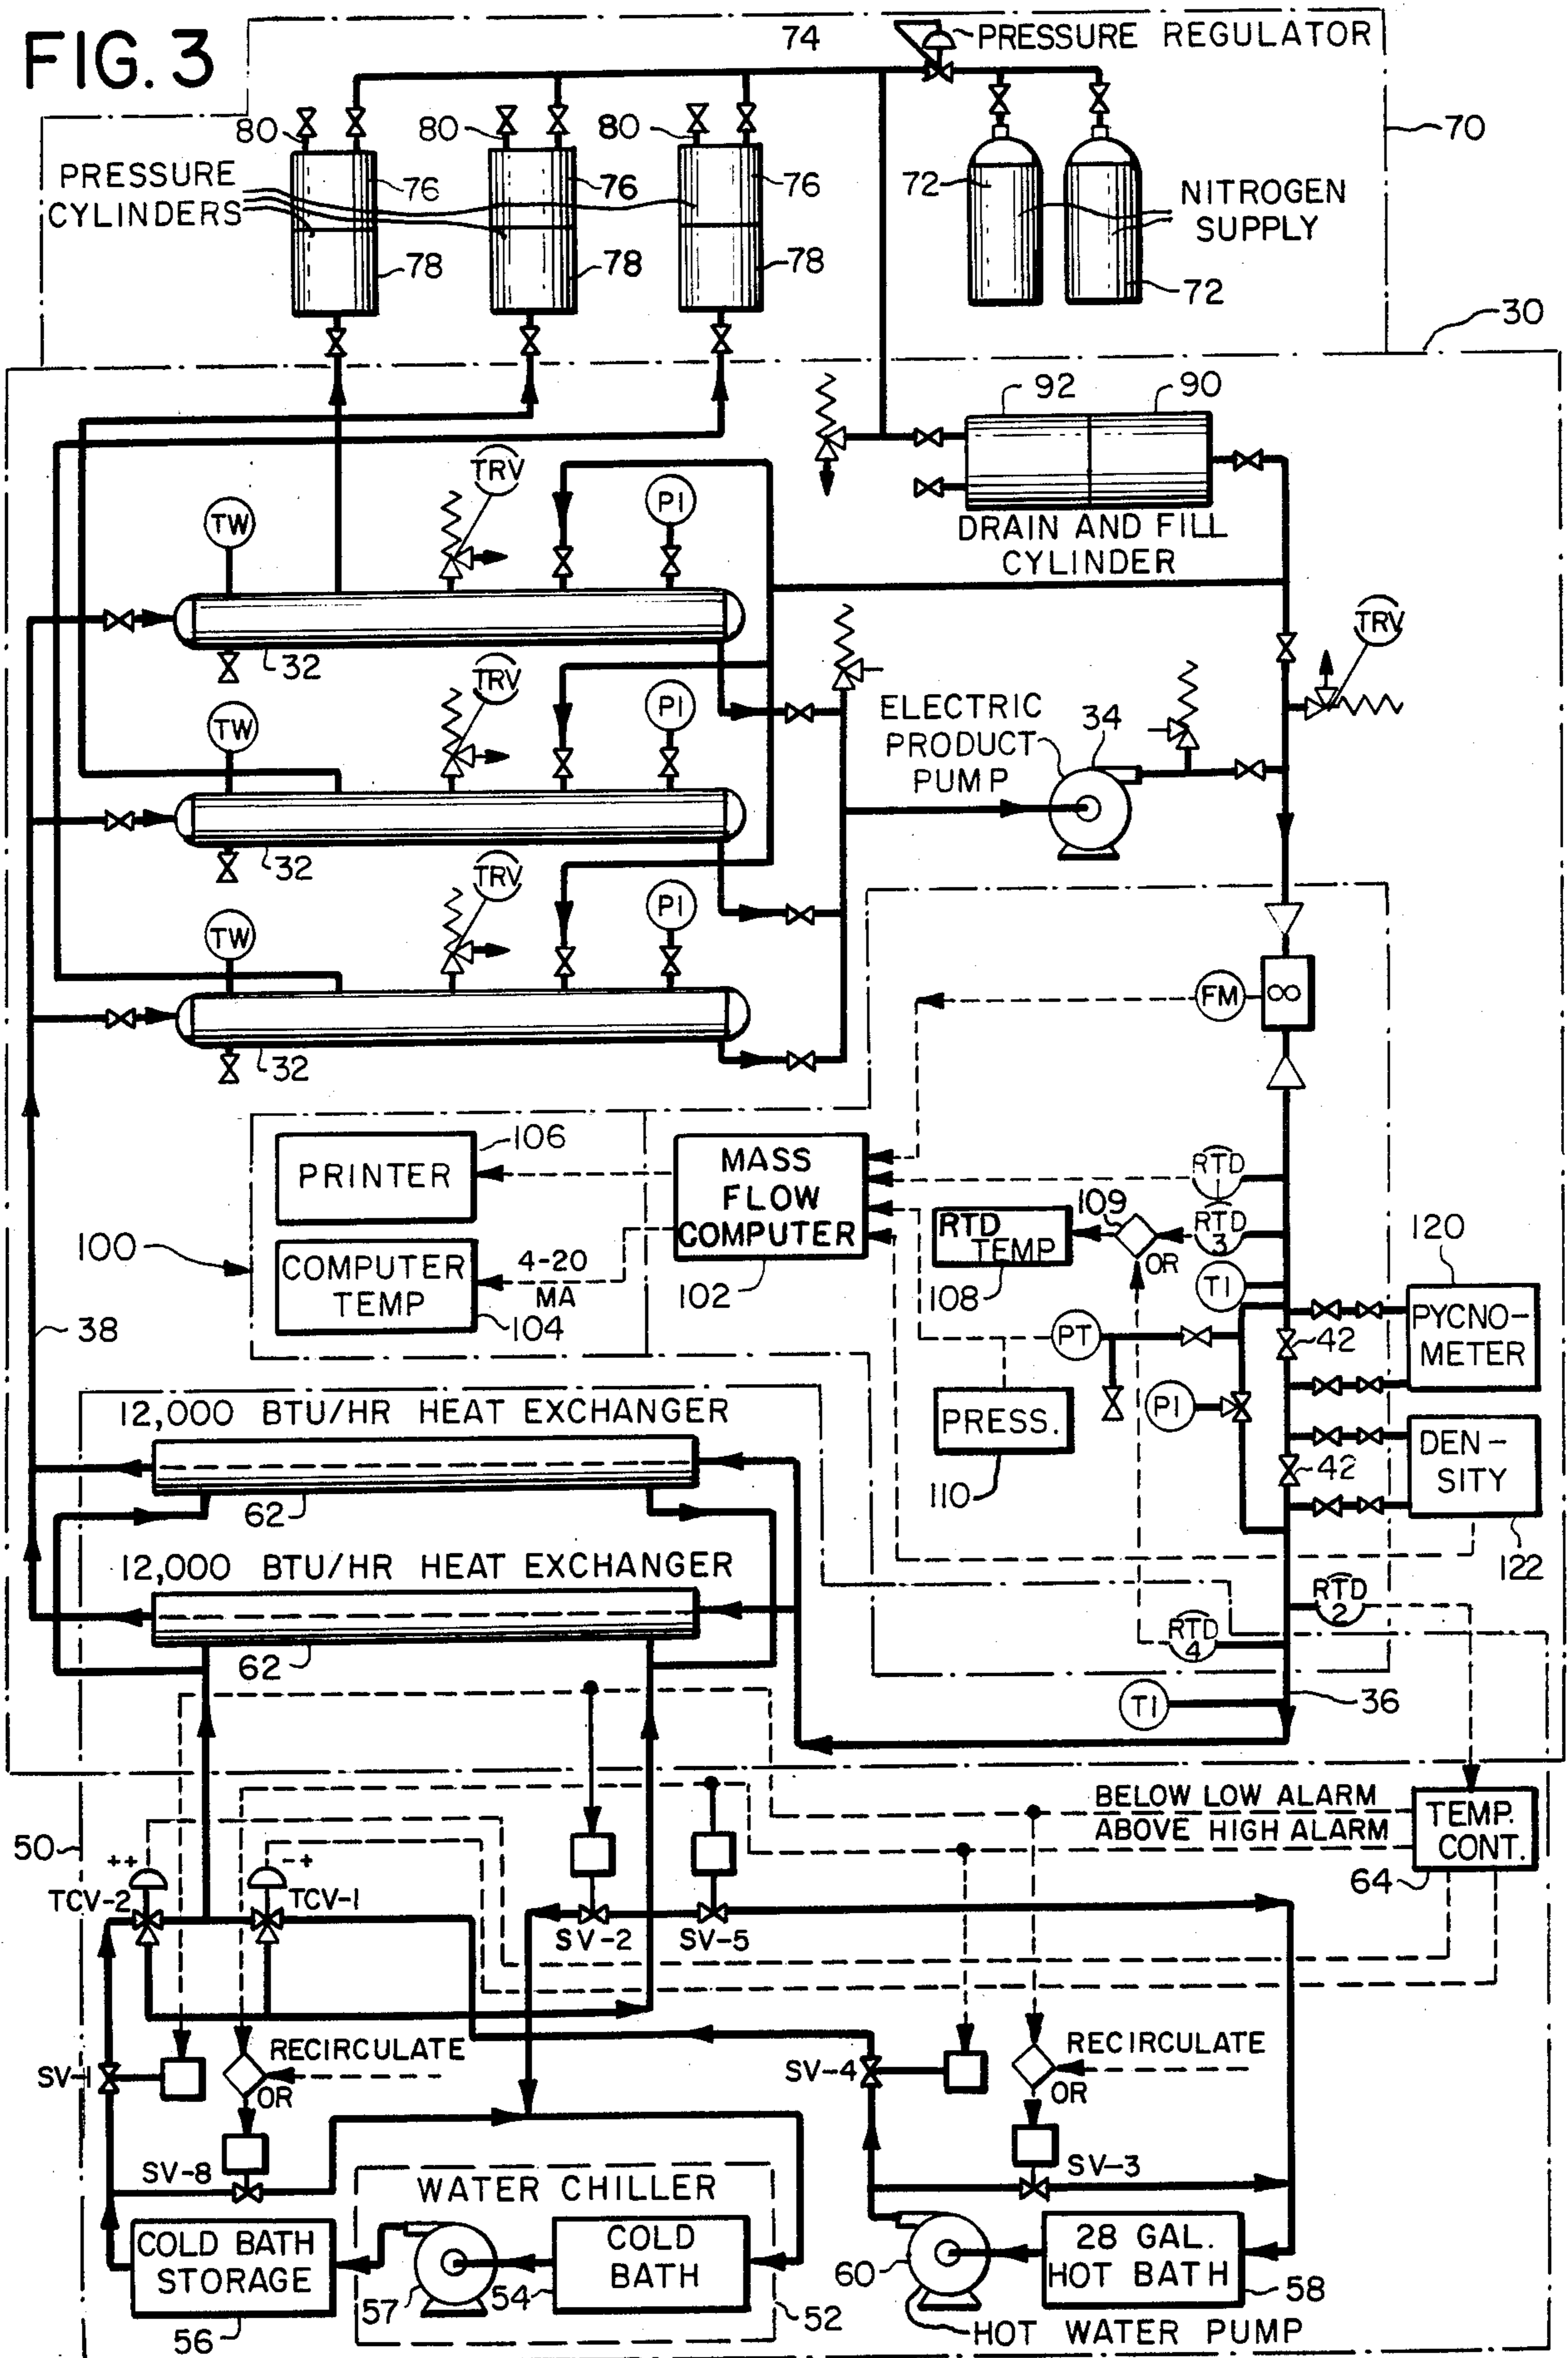 FIG. 3
74
PRESSURE REGULATOR
80
80
80
70
PRESSURE
CYLINDERS
76
76
76
72
NITROGEN
SUPPLY
78
78
78
72
30
92
90
TRV
PI
TW
DRAIN AND FILL
CYLINDER
TRV
32
TRV
PI
TW
ELECTRIC
PRODUCT
PUMP
34
32
TRV
PI
TW
FM
∞
32
106
PRINTER
MASS
FLOW
COMPUTER
RTD
1
109
RTD
TEMP
RTD
3
OR
120
100
COMPUTER
TEMP
4-20
MA
102
108
TI
104
38
PT
42
PYCNO-
METER
12,000 BTU/HR HEAT EXCHANGER
PRESS.
PI
DEN-
SITY
42
110
62
12,000 BTU/HR HEAT EXCHANGER
122
RTD
2
RTD
4
62
TI
36
BELOW LOW ALARM
ABOVE HIGH ALARM
TEMP.
CONT.
50
++
-+
TCV-2
TCV-1
64
SV-2
SV-5
RECIRCULATE
RECIRCULATE
SV-1
OR
SV-4
OR
SV-8
SV-3
WATER CHILLER
COLD BATH
STORAGE
COLD
BATH
28 GAL.
HOT BATH
57
54
60
58
52
56
HOT WATER PUMP